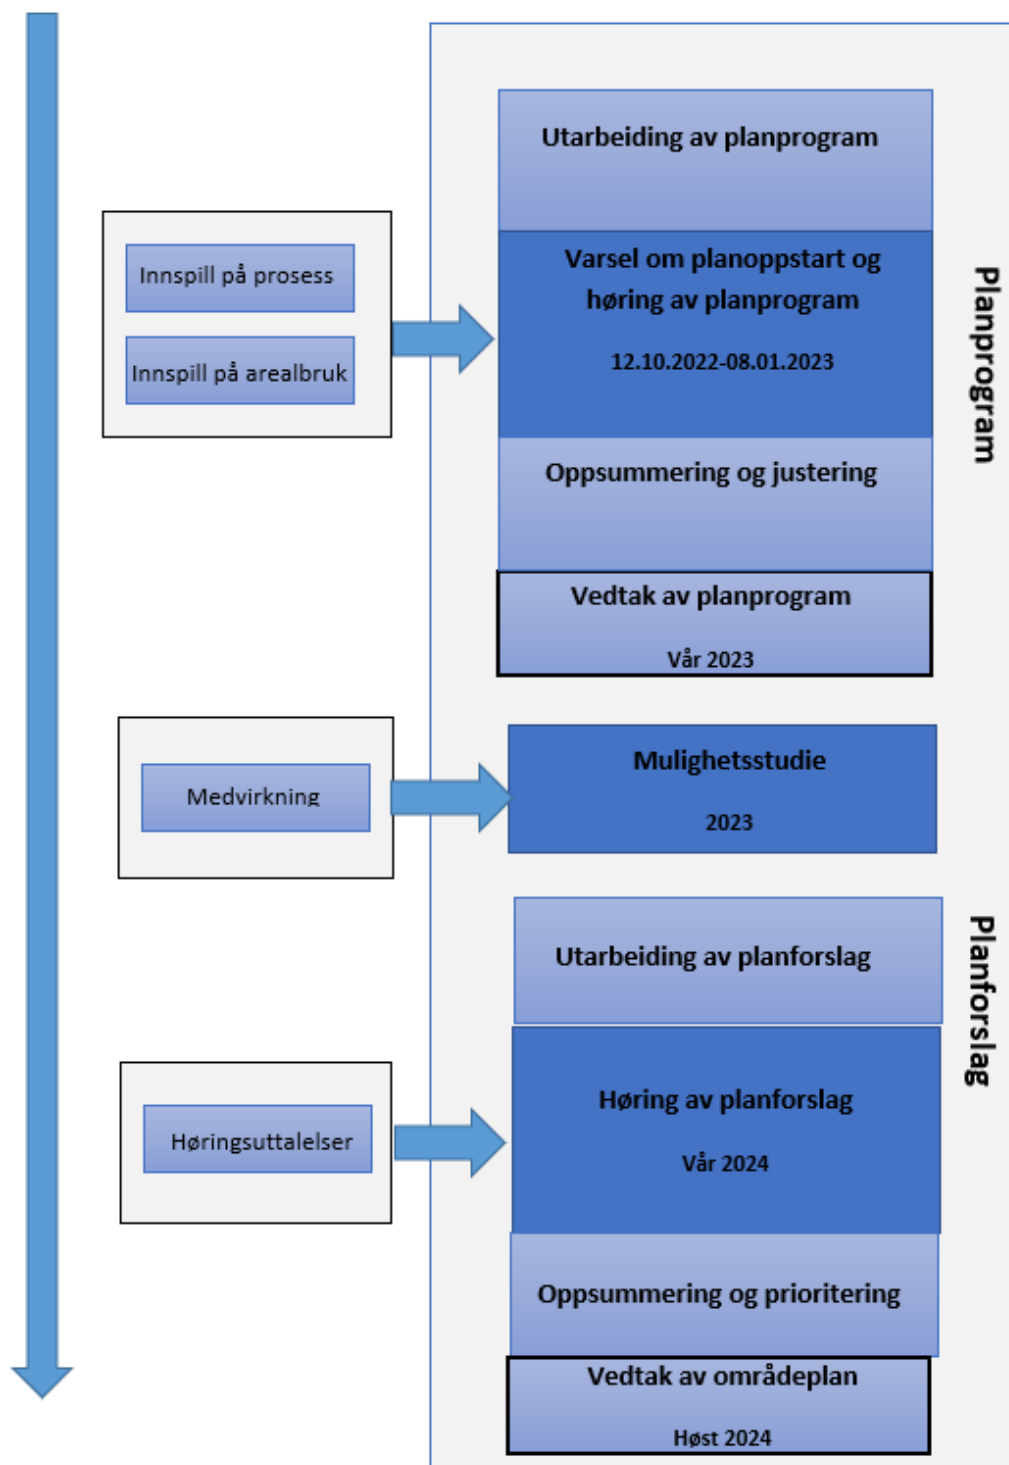 Utarbeiding av planprogram
Innspill på prosess
Innspill på arealbruk
Varsel om planoppstart og
høring av planprogram
12.10.2022-08.01.2023
Planprogram
Oppsummering og justering
Vedtak av planprogram
Vår 2023
Medvirkning
Mulighetsstudie
2023
Utarbeiding av planforslag
Planforslag
Høringsuttalelser
Høring av planforslag
Vår 2024
Oppsummering og prioritering
Vedtak av områdeplan
Høst 2024